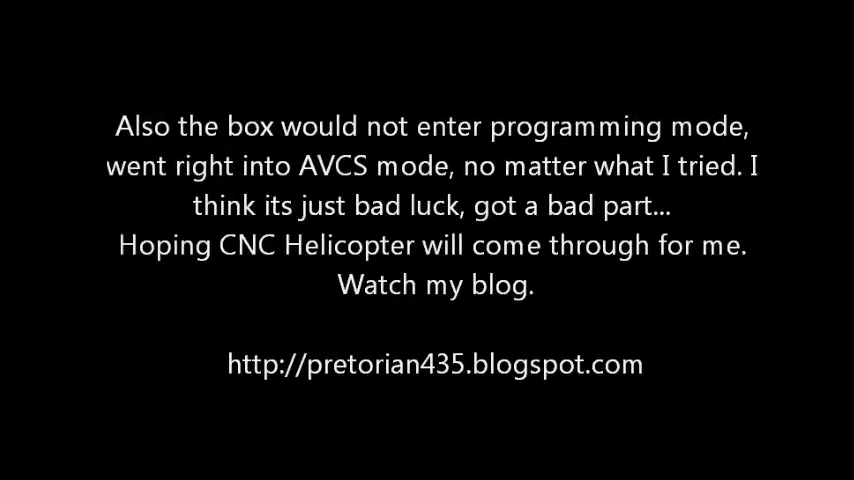 Also the box would not enter programming mode,
went right into AVCS mode, no matter what I tried. I
think its just bad luck, got a bad part...
Hoping CNC Helicopter will come through for me.
Watch my blog.
http://pretorian435.blogspot.com